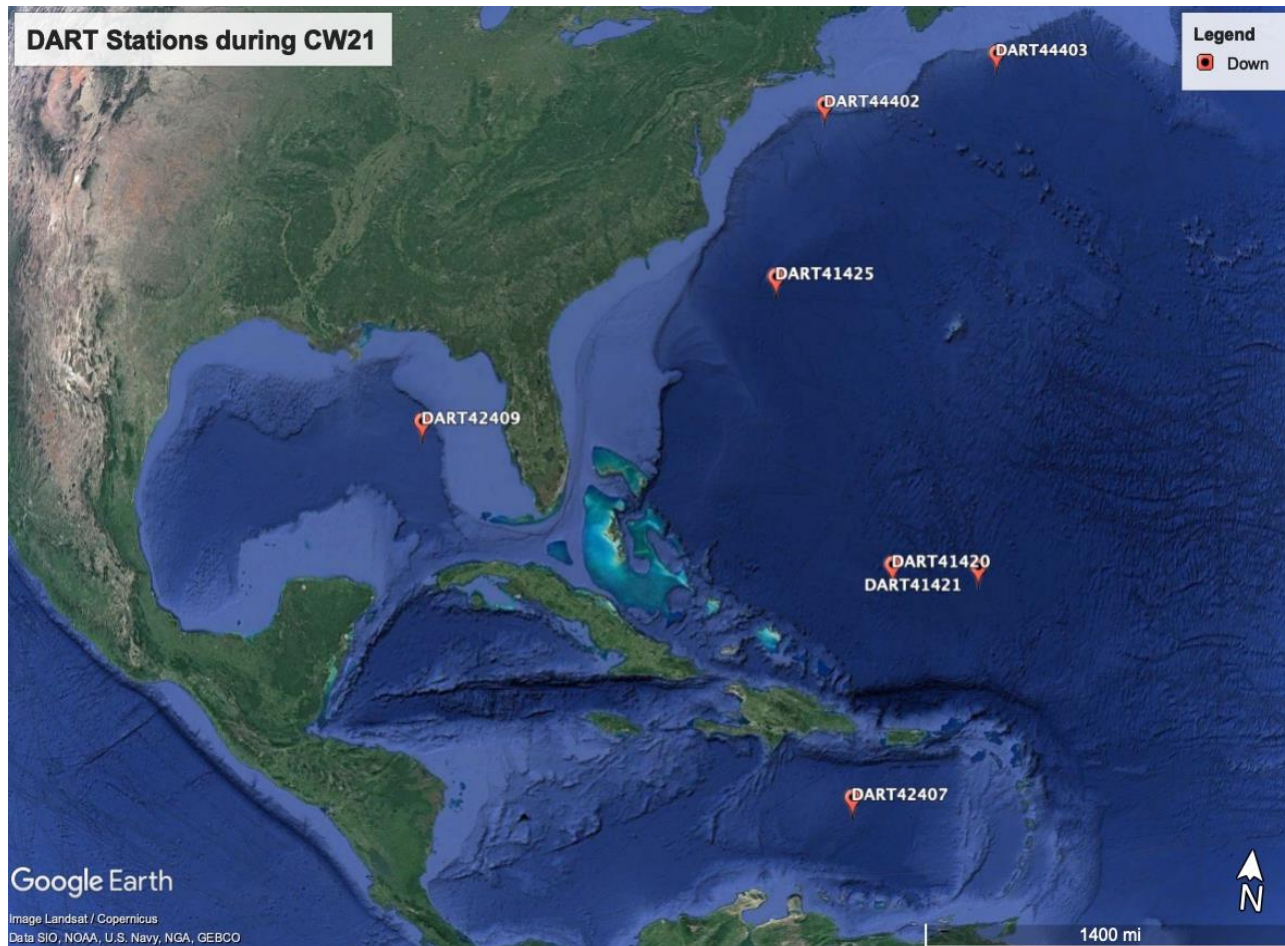 DART Stations during CW21
Legend
Down
DART44403
DART44402
DART41425
DART42409
DART41420
DART41421
DART42407
Google Earth
N
Image Landsat / Copernicus
Data SIO, NOAA, U.S. Navy, NGA, GEBCO
1400 mi